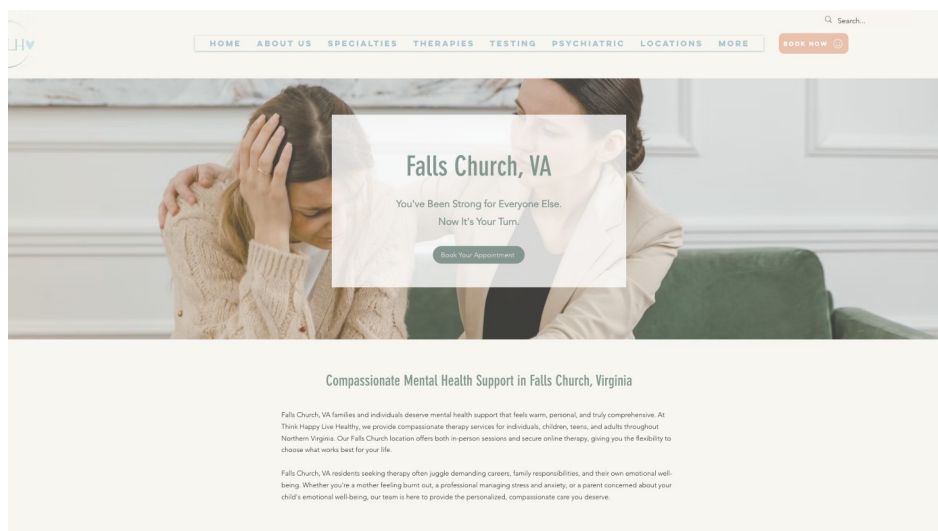 Search...
LH
HOME ABOUT US SPECIALTIES THERAPIES TESTING PSYCHIATRIC LOCATIONS MORE
BOOK NOW
Falls Church, VA
You've Been Strong for Everyone Else.
Now It's Your Turn.
Book Your Appointment
Compassionate Mental Health Support in Falls Church, Virginia
Falls Church, VA families and individuals deserve mental health support that feels warm, personal, and truly comprehensive. At
Think Happy Live Healthy, we provide compassionate therapy services for individuals, children, teens, and adults throughout
Northern Virginia. Our Falls Church location offers both in-person sessions and secure online therapy, giving you the flexibility to
choose what works best for your life.
Falls Church, VA residents seeking therapy often juggle demanding careers, family responsibilities, and their own emotional well-
being. Whether you're a mother feeling burnt out, a professional managing stress and anxiety, or a parent concerned about your
child's emotional well-being, our team is here to provide the personalized, compassionate care you deserve.